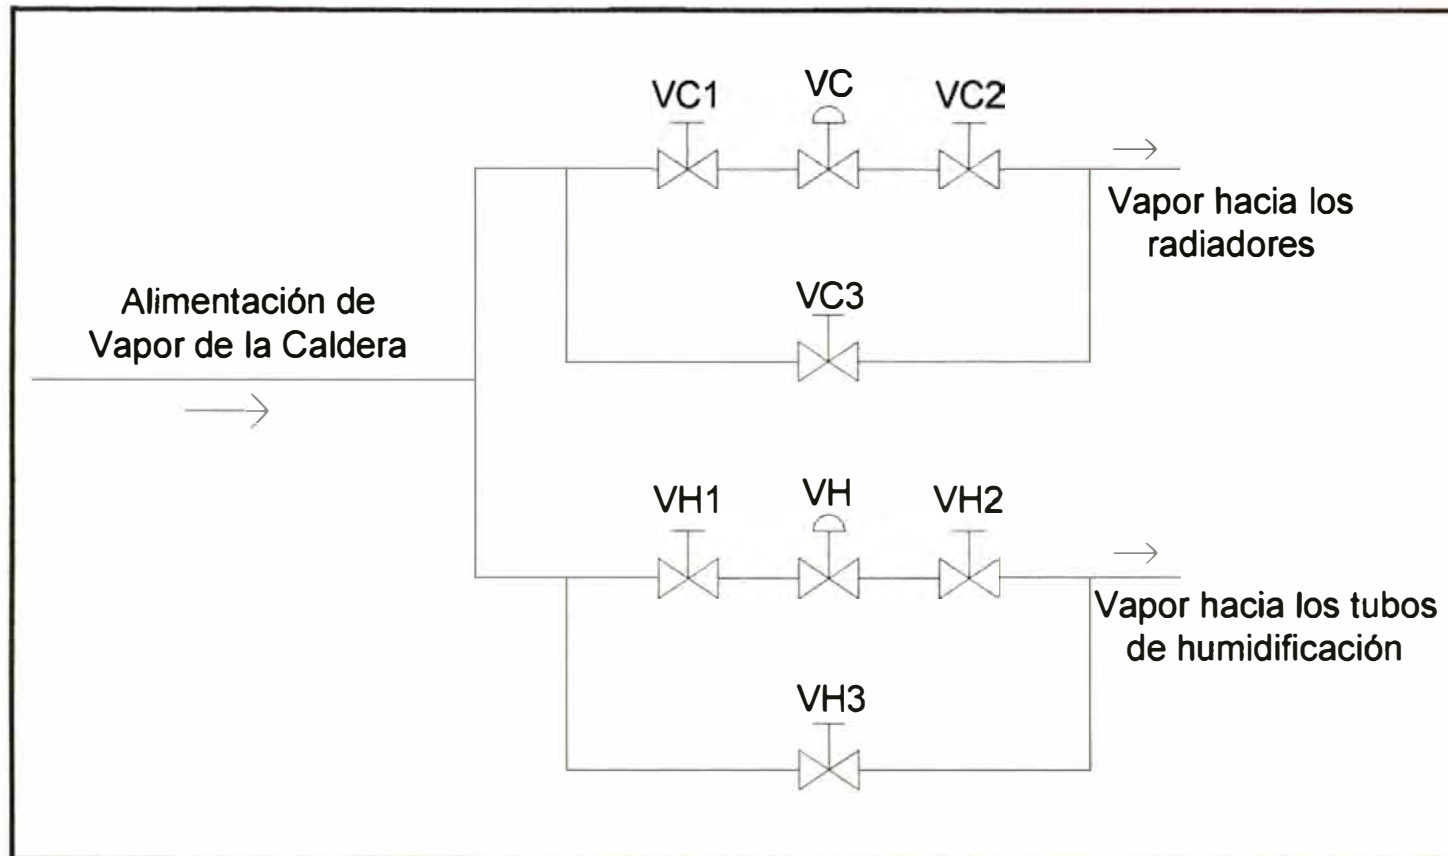 VC1
VC
VC2
Vapor hacia los
radiadores
VC3
Alimentación de
Vapor de la Caldera
VH1
VH
VH2
Vapor hacia los tubos
de humidificación
VH3